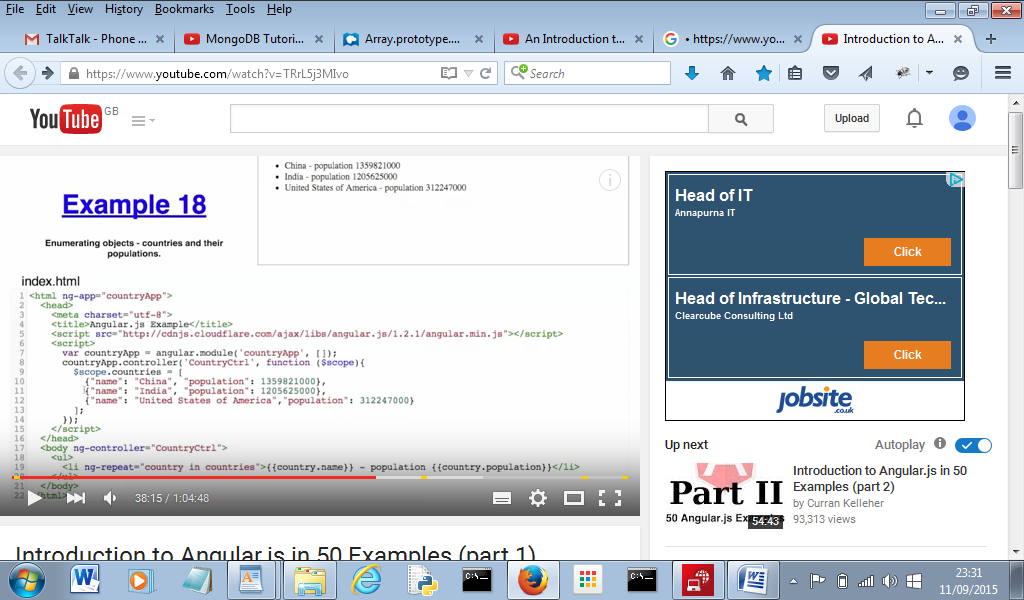 File Edit View History Bookmarks Tools Help
TalkTalk - Phone ... × MongoDB Tutori... × Array.prototype.... × An Introduction t... × • https://www.yo... × Introduction to A... × +
https://www.youtube.com/watch?v=TRrL5j3MIvo Search
YouTube GB Upload
China - population 1359821000
India - population 1205625000
United States of America - population 312247000
Example 18
Enumerating objects - countries and their
populations.
index.html
1 <html ng-app="countryApp">
2 <head>
3 <meta charset="utf-8">
4 <title>Angular.js Example</title>
5 <script src="http://cdnjs.cloudflare.com/ajax/libs/angular.js/1.2.1/angular.min.js"></script>
6 <script>
7 var countryApp = angular.module('countryApp', []);
8 countryApp.controller('CountryCtrl', function ($scope){
9 $scope.countries = [
10 {"name": "China", "population": 1359821000},
11 {"name": "India", "population": 1205625000},
12 {"name": "United States of America","population": 312247000}
13 ];
14 });
15 </script>
16 </head>
17 <body ng-controller="CountryCtrl">
18 <ul>
19 <li ng-repeat="country in countries">{{country.name}} - population {{country.population}}</li>
21 </body>
22 html>
38:15 / 1:04:48
Introduction to Angular.js in 50 Examples (part 1)
Head of IT
Annapurna IT
Click
Head of Infrastructure - Global Tec...
Clearcube Consulting Ltd
Click
jobsite
.co.uk
Up next Autoplay
Part II
50 Angular.js Ex
54:43
Introduction to Angular.js in 50
Examples (part 2)
by Curran Kelleher
93,313 views
23:31
11/09/2015